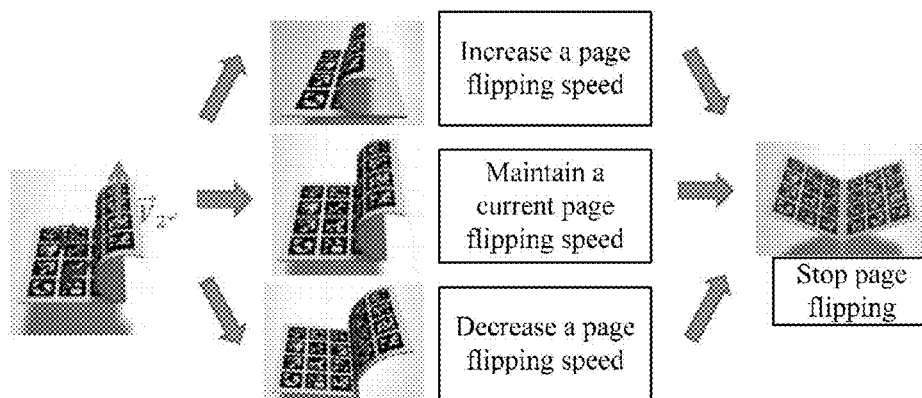 Increase a page
flipping speed
Maintain a
current page
flipping speed
Decrease a page
flipping speed
Stop page
flipping